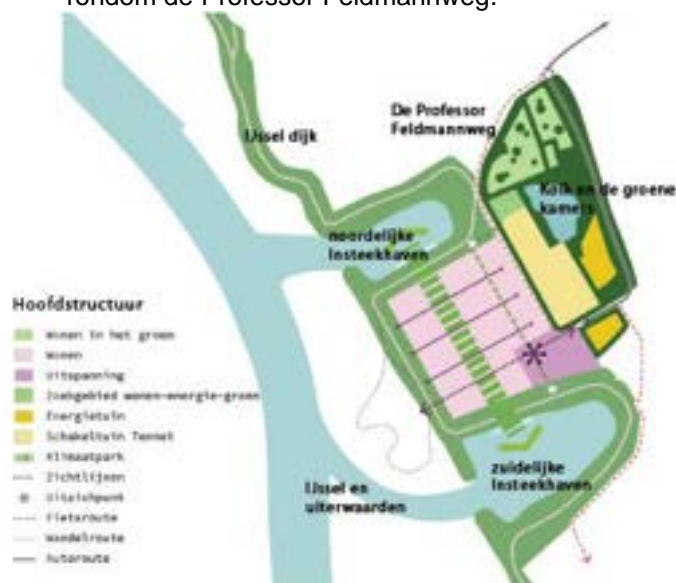 rondom de Professor Feldmannweg.
De Professor
Feldmannweg
IJssel dijk
Kolk en de groene
kamers
noordelijke
Insteekhaven
Hoofdstructuur
Wonen in het groen
Wonen
Uitspanning
Zoekgebied wonen-energie-groen
Energietuin
Schakeltuin Tennet
Klimaatpark
Zichtlijnen
Uitzichtpunt
Fietsroute
Wandelroute
Autoroute
IJssel en
uiterwaarden
zuidelijke
Insteekhaven